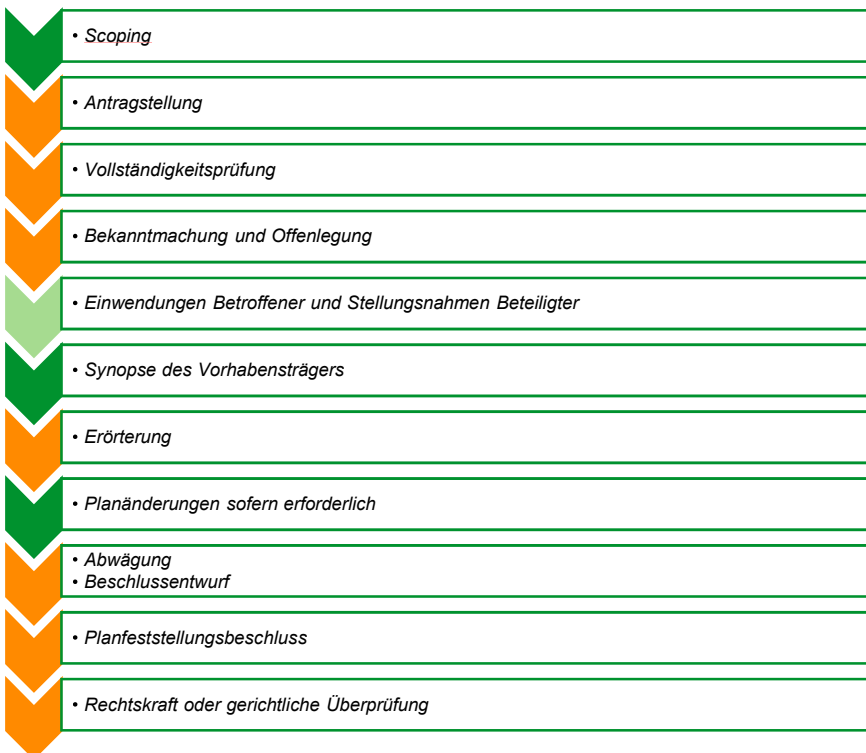 • Scoping
• Antragstellung
• Vollständigkeitsprüfung
• Bekanntmachung und Offenlegung
• Einwendungen Betroffener und Stellungsnahmen Beteiligter
• Synopse des Vorhabensträgers
• Erörterung
• Planänderungen sofern erforderlich
• Abwägung
• Beschlussentwurf
• Planfeststellungsbeschluss
• Rechtskraft oder gerichtliche Überprüfung